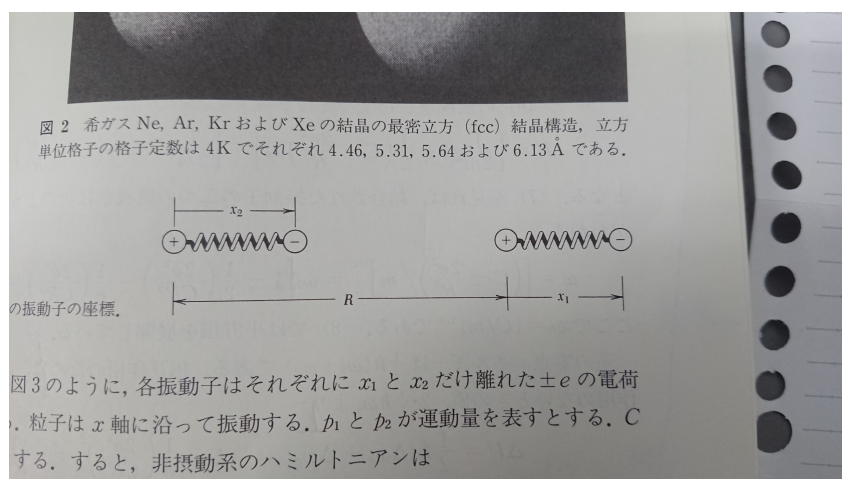 図 2 希ガス Ne, Ar, Kr および Xe の結晶の最密立方（fcc）結晶構造，立方
単位格子の格子定数は 4K でそれぞれ 4.46, 5.31, 5.64 および 6.13 Å である．
x₂
+ − + −
R x₁
の振動子の座標．
図3のように，各振動子はそれぞれに x₁ と x₂ だけ離れた±e の電荷
．粒子は x 軸に沿って振動する．p₁ と p₂ が運動量を表すとする．C
する．すると，非摂動系のハミルトニアンは